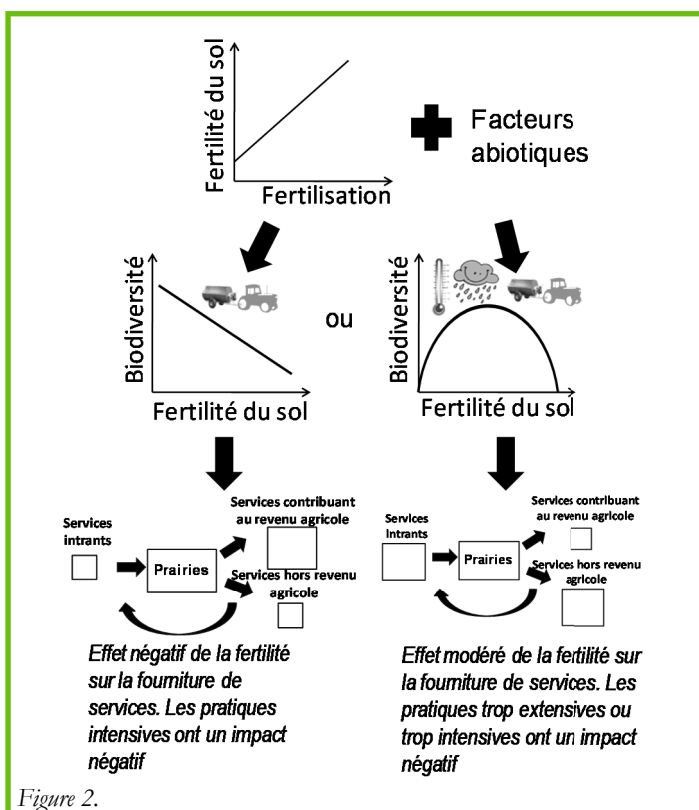 Fertilité du sol
Fertilisation
Facteurs
abiotiques
Biodiversité
Fertilité du sol
ou
Biodiversité
Fertilité du sol
Services
intrants
Prairies
Services contribuant
au revenu agricole
Services hors revenu
agricole
Effet négatif de la fertilité
sur la fourniture de
services. Les pratiques
intensives ont un impact
négatif
Services
Intrants
Prairies
Services contribuant
au revenu agricole
Services hors revenu
agricole
Effet modéré de la fertilité sur
la fourniture de services. Les
pratiques trop extensives ou
trop intensives ont un impact
négatif
Figure 2.